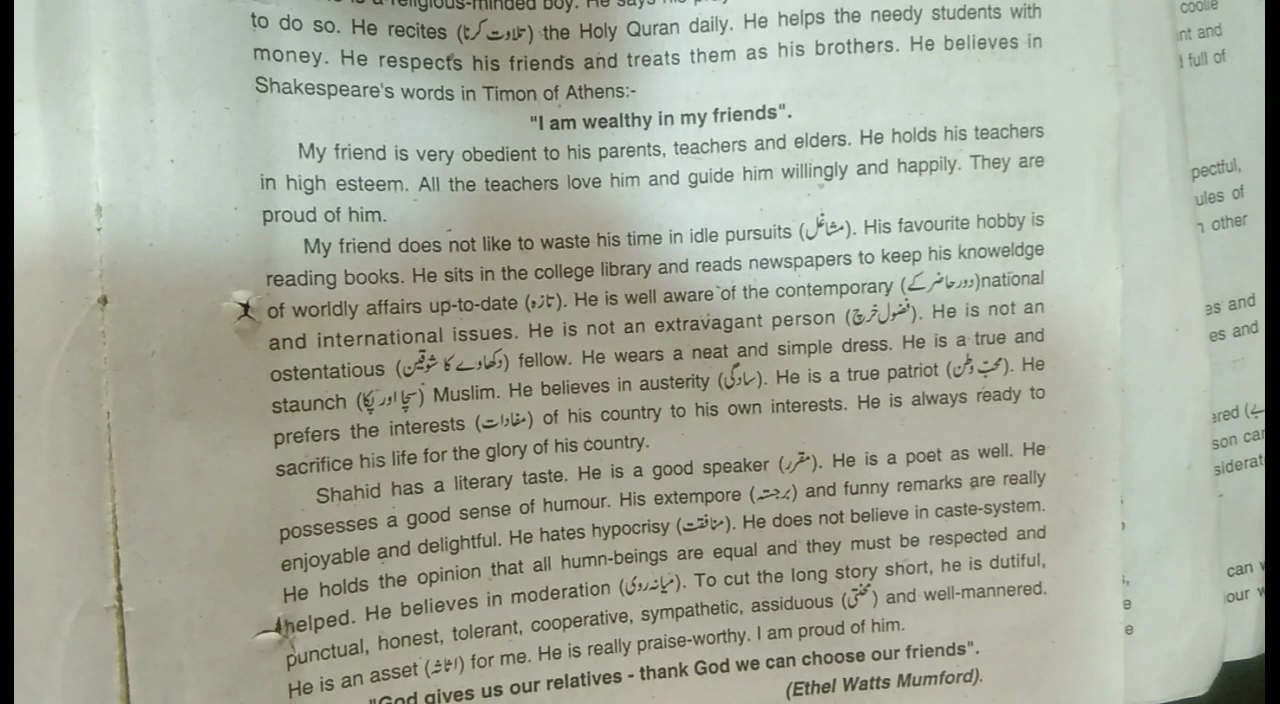 religious-minded boy. He says his
to do so. He recites (تلاوت کرتا) the Holy Quran daily. He helps the needy students with
money. He respects his friends and treats them as his brothers. He believes in
Shakespeare's words in Timon of Athens:-
"I am wealthy in my friends".
My friend is very obedient to his parents, teachers and elders. He holds his teachers
in high esteem. All the teachers love him and guide him willingly and happily. They are
proud of him.
My friend does not like to waste his time in idle pursuits (مشاغل). His favourite hobby is
reading books. He sits in the college library and reads newspapers to keep his knoweldge
of worldly affairs up-to-date (تازہ). He is well aware of the contemporary (دور حاضر کے)national
and international issues. He is not an extravagant person (فضول خرچ). He is not an
ostentatious (دکھاوے کا شوقین) fellow. He wears a neat and simple dress. He is a true and
staunch (سچا اور پکا) Muslim. He believes in austerity (سادگی). He is a true patriot (محب وطن). He
prefers the interests (مفادات) of his country to his own interests. He is always ready to
sacrifice his life for the glory of his country.
Shahid has a literary taste. He is a good speaker (مقرر). He is a poet as well. He
possesses a good sense of humour. His extempore (برجستہ) and funny remarks are really
enjoyable and delightful. He hates hypocrisy (منافقت). He does not believe in caste-system.
He holds the opinion that all humn-beings are equal and they must be respected and
helped. He believes in moderation (میانہ روی). To cut the long story short, he is dutiful,
punctual, honest, tolerant, cooperative, sympathetic, assiduous (محنتی) and well-mannered.
He is an asset (اثاثہ) for me. He is really praise-worthy. I am proud of him.
"God gives us our relatives - thank God we can choose our friends".
(Ethel Watts Mumford).
coolie
nt and
full of
pectful,
ules of
other
es and
es and
ered (
son can
siderat
can
our
e
e